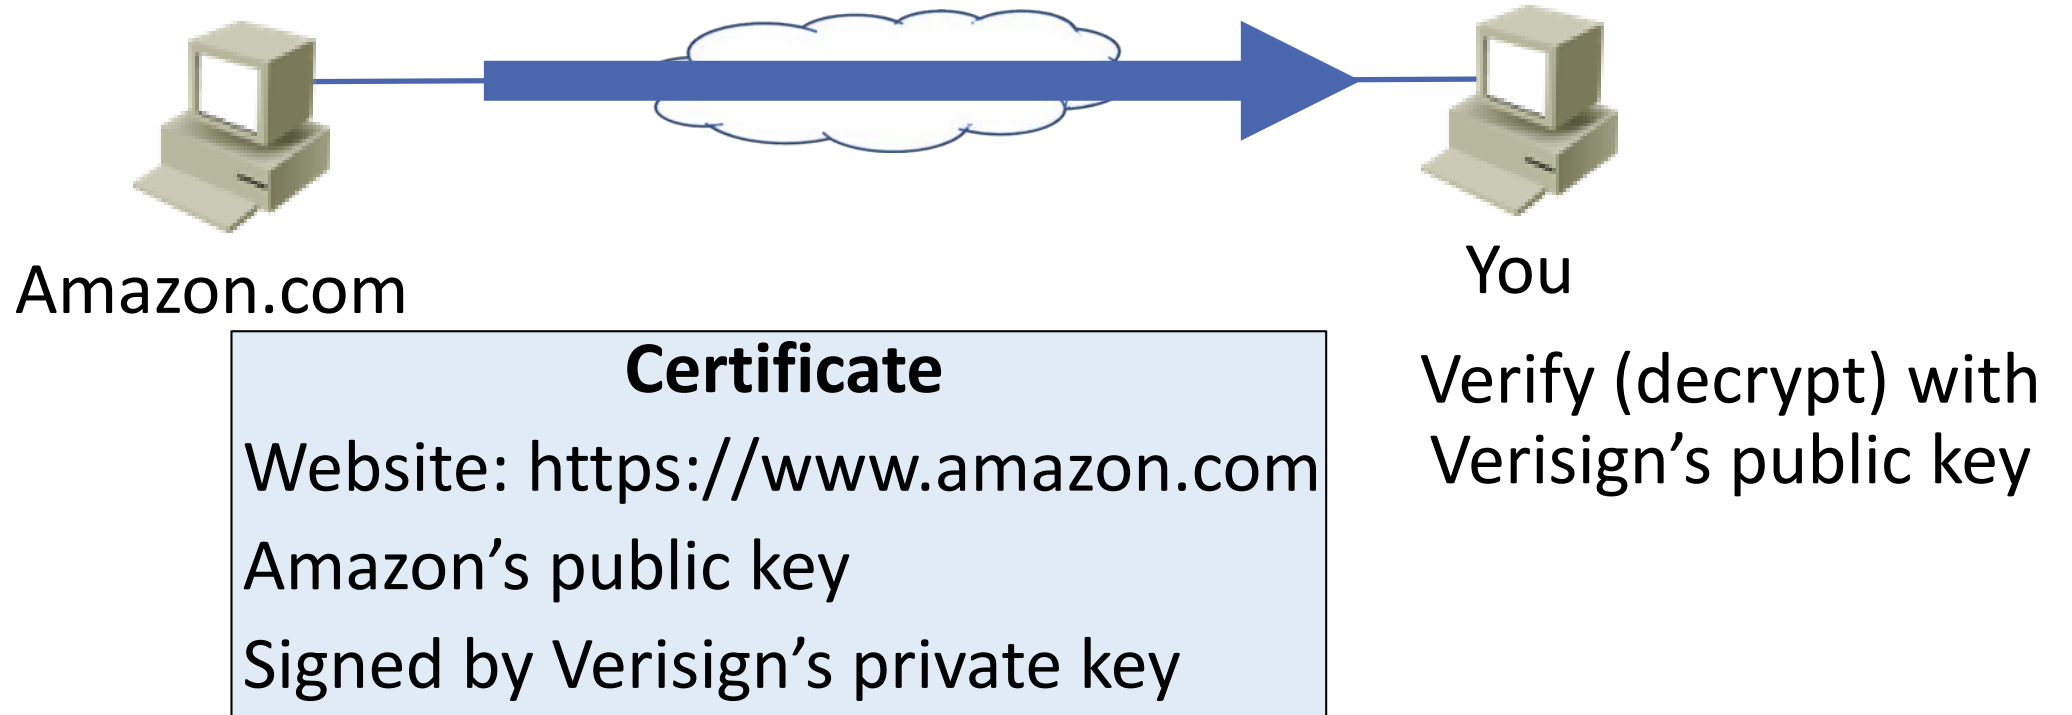 Amazon.com
You
Certificate
Website: https://www.amazon.com
Amazon’s public key
Signed by Verisign’s private key
Verify (decrypt) with
Verisign’s public key